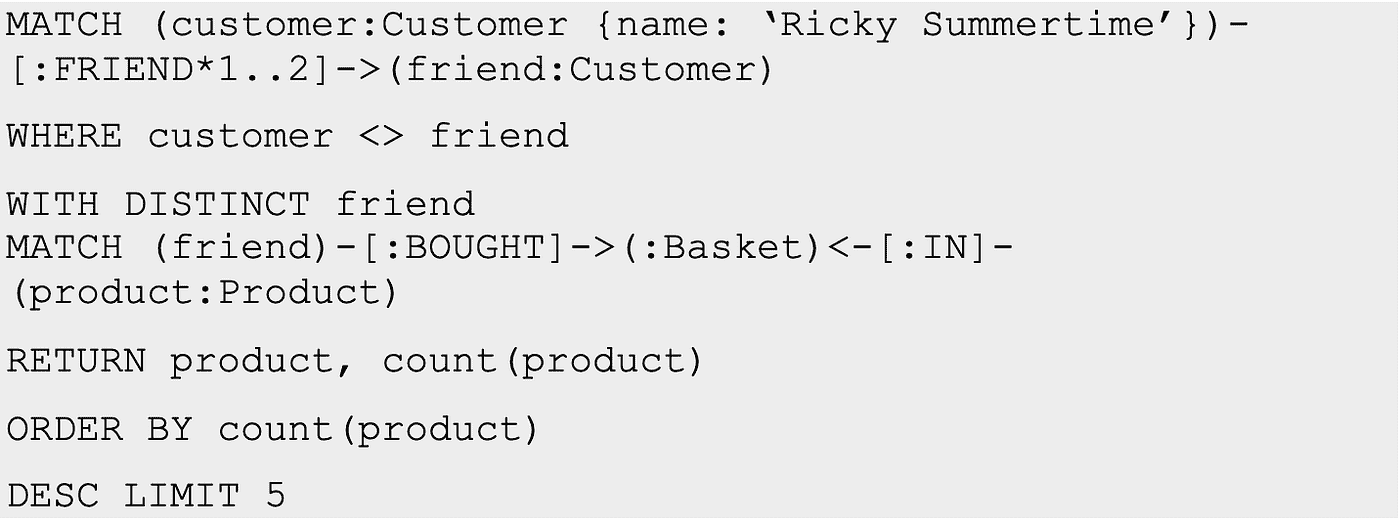 MATCH (customer:Customer {name: ‘Ricky Summertime’})-
[:FRIEND*1..2]->(friend:Customer)
WHERE customer <> friend
WITH DISTINCT friend
MATCH (friend)-[:BOUGHT]->(:Basket)<-[:IN]-
(product:Product)
RETURN product, count(product)
ORDER BY count(product)
DESC LIMIT 5